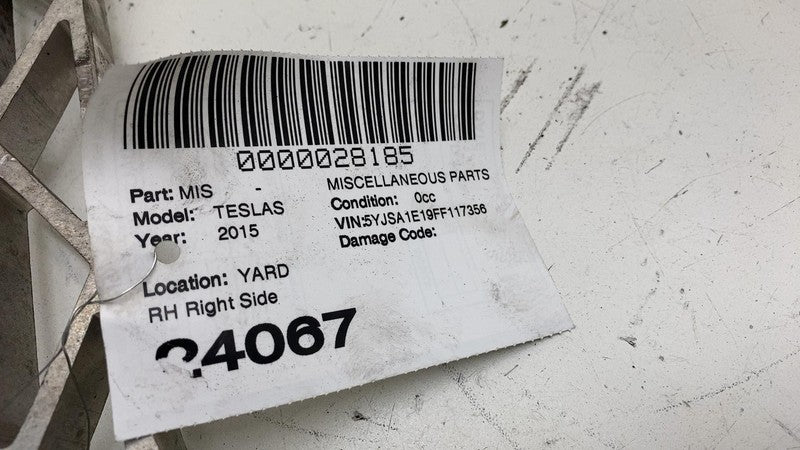 0000028185
Part: MIS - MISCELLANEOUS PARTS
Model: TESLAS Condition: 0cc
Year: 2015 VIN:5YJSA1E19FF117356
Damage Code:
Location: YARD
RH Right Side
24067